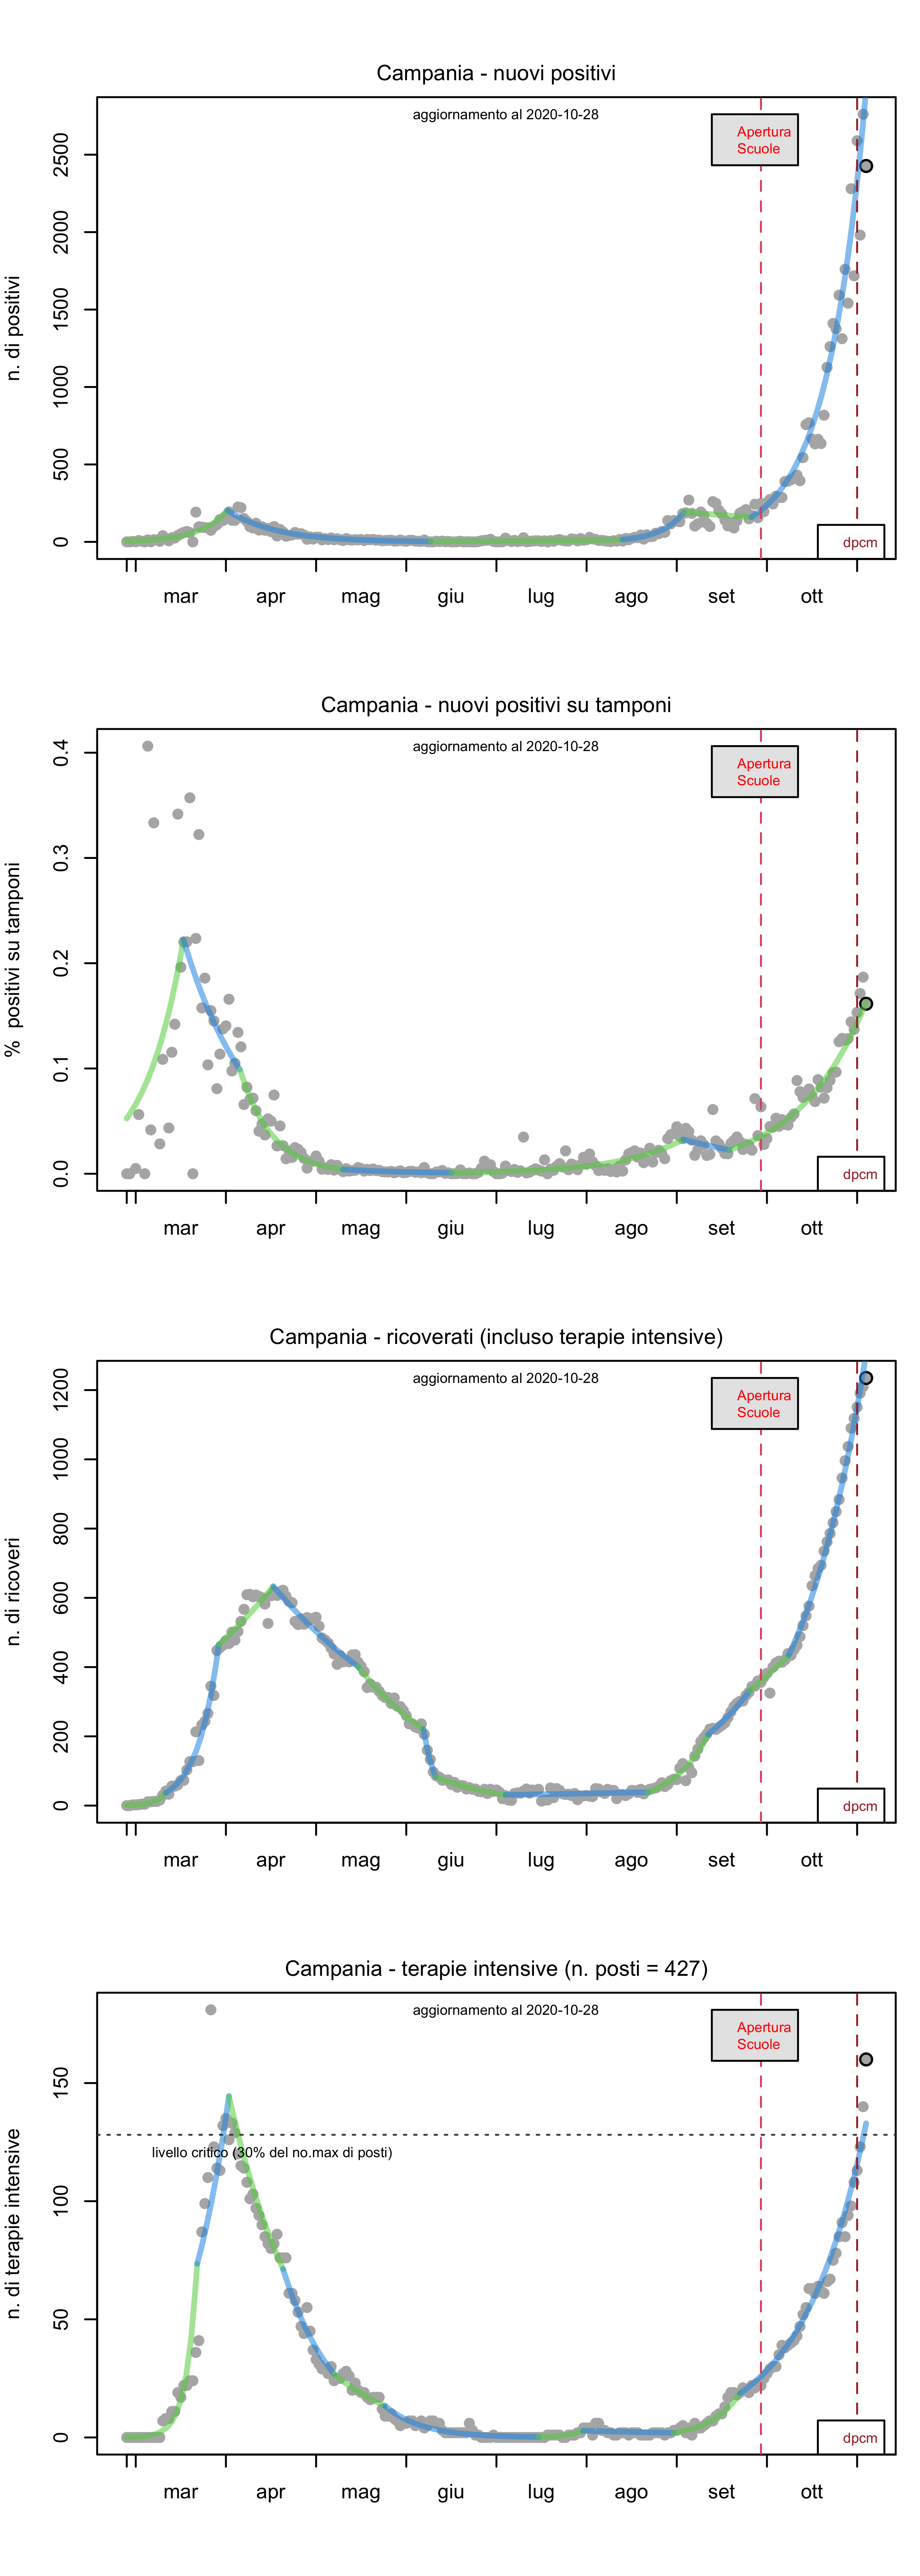 Campania - nuovi positivi
aggiornamento al 2020-10-28
Apertura
Scuole
2500
2000
1500
1000
500
0
n. di positivi
dpcm
mar apr mag giu lug ago set ott
Campania - nuovi positivi su tamponi
aggiornamento al 2020-10-28
Apertura
Scuole
0.4
0.3
0.2
0.1
0.0
% positivi su tamponi
dpcm
mar apr mag giu lug ago set ott
Campania - ricoverati (incluso terapie intensive)
aggiornamento al 2020-10-28
Apertura
Scuole
1200
1000
800
600
400
200
0
n. di ricoveri
dpcm
mar apr mag giu lug ago set ott
Campania - terapie intensive (n. posti = 427)
aggiornamento al 2020-10-28
Apertura
Scuole
150
100
50
0
n. di terapie intensive
livello critico (30% del no.max di posti)
dpcm
mar apr mag giu lug ago set ott